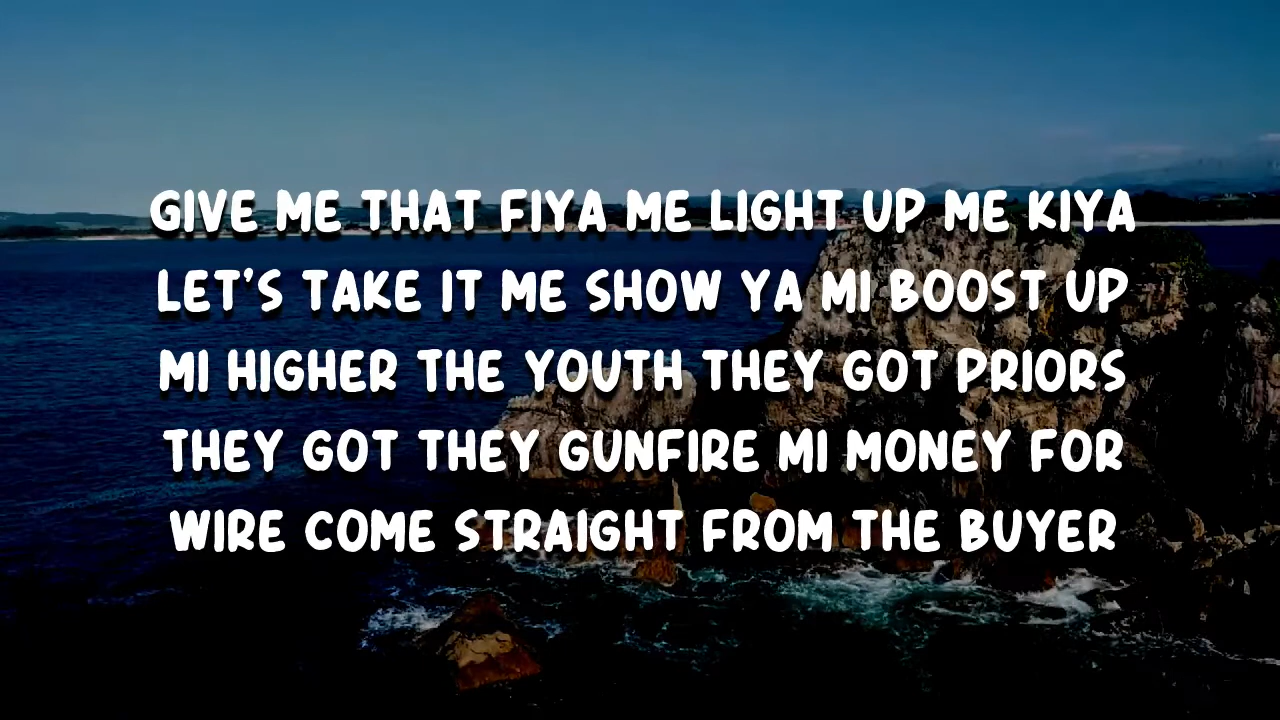 GIVE ME THAT FIYA ME LIGHT UP ME KIYA
LET'S TAKE IT ME SHOW YA MI BOOST UP
MI HIGHER THE YOUTH THEY GOT PRIORS
THEY GOT THEY GUNFIRE MI MONEY FOR
WIRE COME STRAIGHT FROM THE BUYER